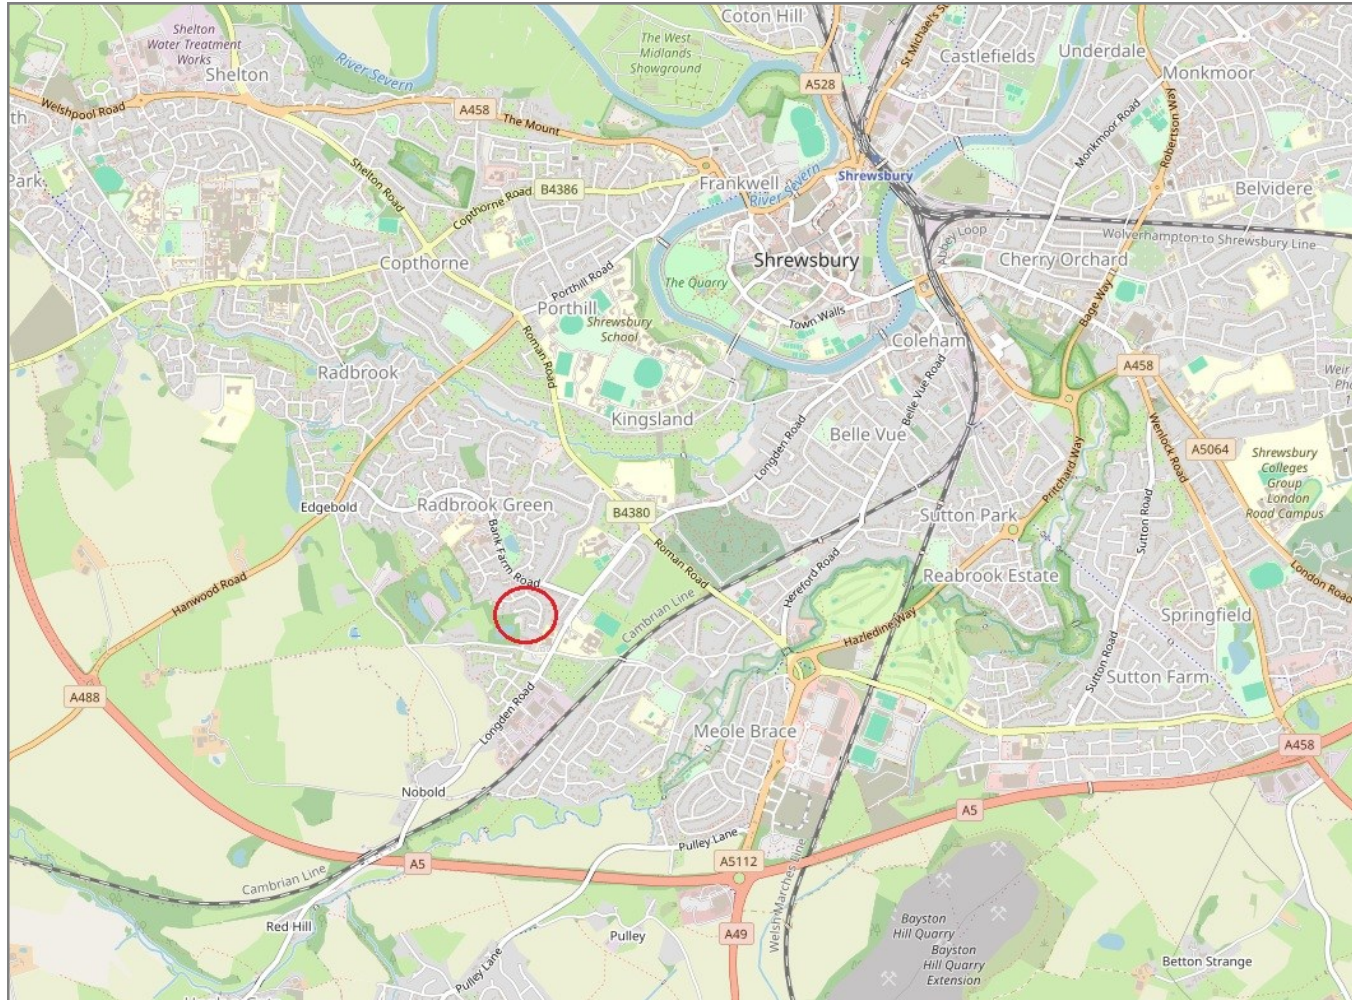 Coton Hill
St Michael's St
Shelton
Water Treatment
Works
The West
Midlands
Showground
Castlefields
Underdale
Monkmoor
River Severn
Shelton
A528
Welshpool Road
A458
The Mount
Monkmoor Road
Robertson Way
Park
Shelton Road
Copthorne Road
B4386
Frankwell
River Severn
Shrewsbury
Belvidere
Copthorne
Abbey Loop
Wolverhampton to Shrewsbury Line
Shrewsbury
Cherry Orchard
Porthill Road
The Quarry
Porthill
Shrewsbury
School
Town Walls
Bage Way
Coleham
Roman Road
Radbrook
A458
Weir
Belle Vue Road
Kingsland
Belle Vue
Longden Road
Wenlock Road
A5064
Pritchard Way
Shrewsbury
Colleges
Group
London
Road Campus
Edgebold
Radbrook Green
B4380
Sutton Park
Sutton Road
Bank Farm Road
Roman Road
Hereford Road
Reabrook Estate
London Road
Hanwood Road
Cambrian Line
Hazledine Way
Springfield
Sutton Road
Sutton Farm
A488
Longden Road
Meole Brace
A458
Nobold
A5
Pulley Lane
A5
A5112
Cambrian Line
Welsh Marches Line
Red Hill
Pulley
A49
Bayston
Hill Quarry
Bayston
Hill Quarry
Extension
Pulley Lane
Betton Strange